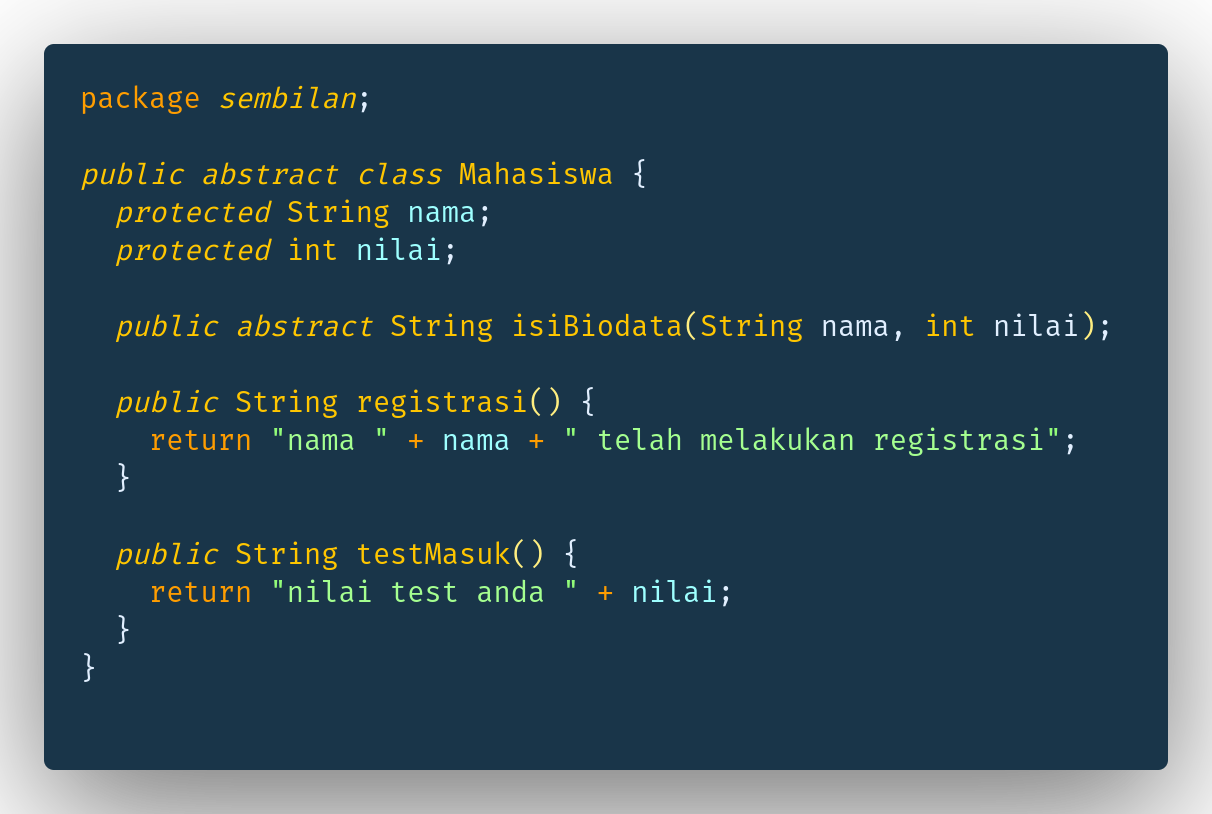 package sembilan;
public abstract class Mahasiswa {
  protected String nama;
  protected int nilai;
  public abstract String isiBiodata(String nama, int nilai);
  public String registrasi() {
    return "nama " + nama + " telah melakukan registrasi";
  }
  public String testMasuk() {
    return "nilai test anda " + nilai;
  }
}